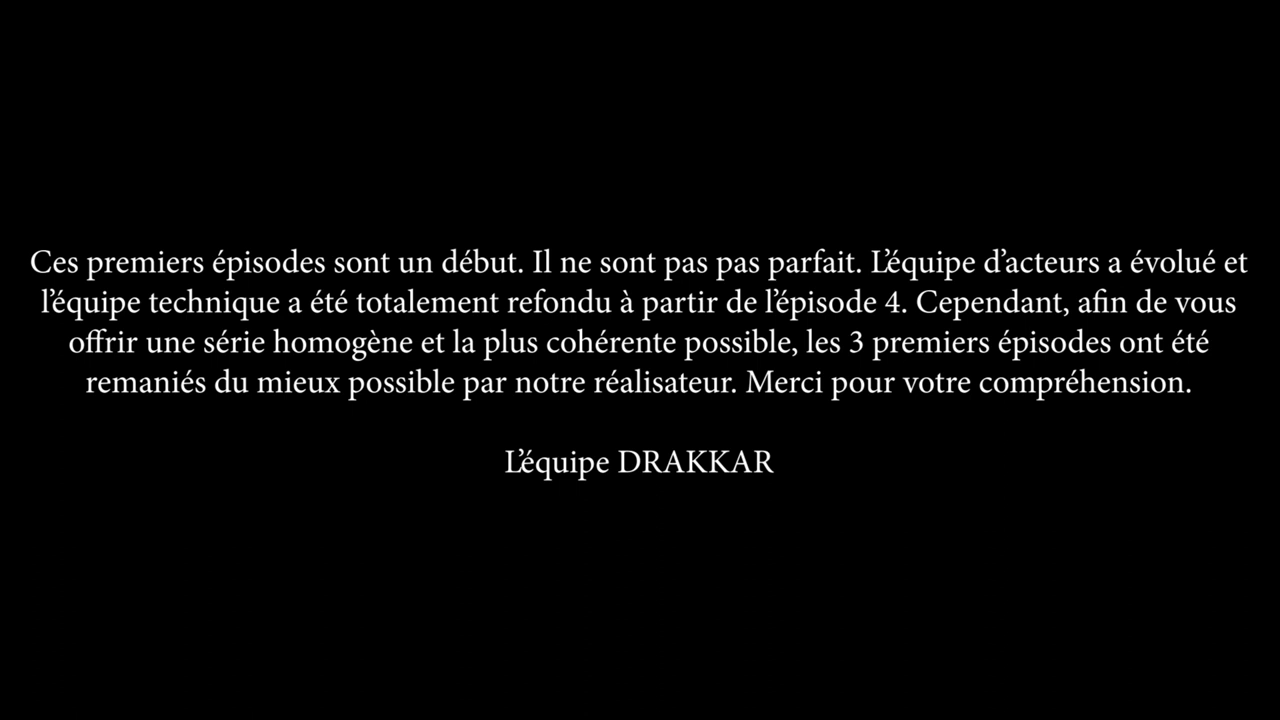 Ces premiers épisodes sont un début. Il ne sont pas pas parfait. L’équipe d’acteurs a évolué et
l’équipe technique a été totalement refondu à partir de l’épisode 4. Cependant, afin de vous
offrir une série homogène et la plus cohérente possible, les 3 premiers épisodes ont été
remaniés du mieux possible par notre réalisateur. Merci pour votre compréhension.
L’équipe DRAKKAR